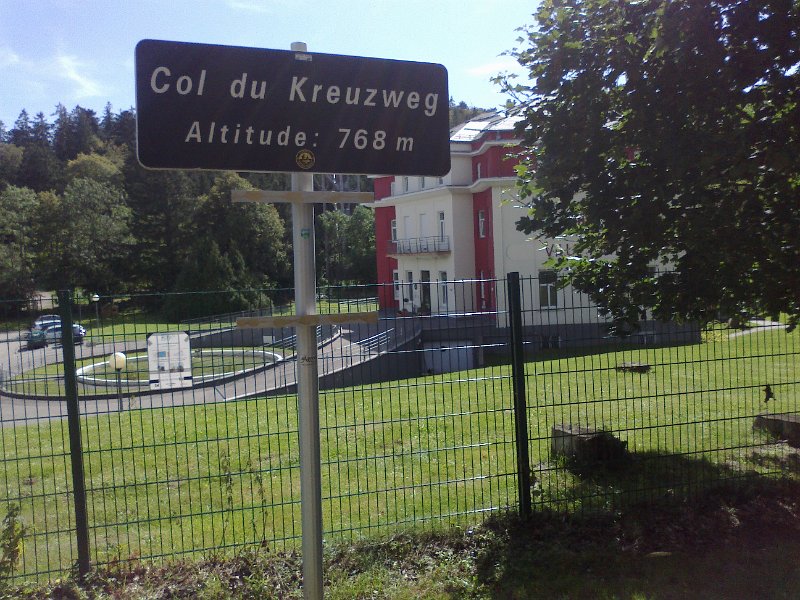 Col du Kreuzweg
Altitude: 768 m